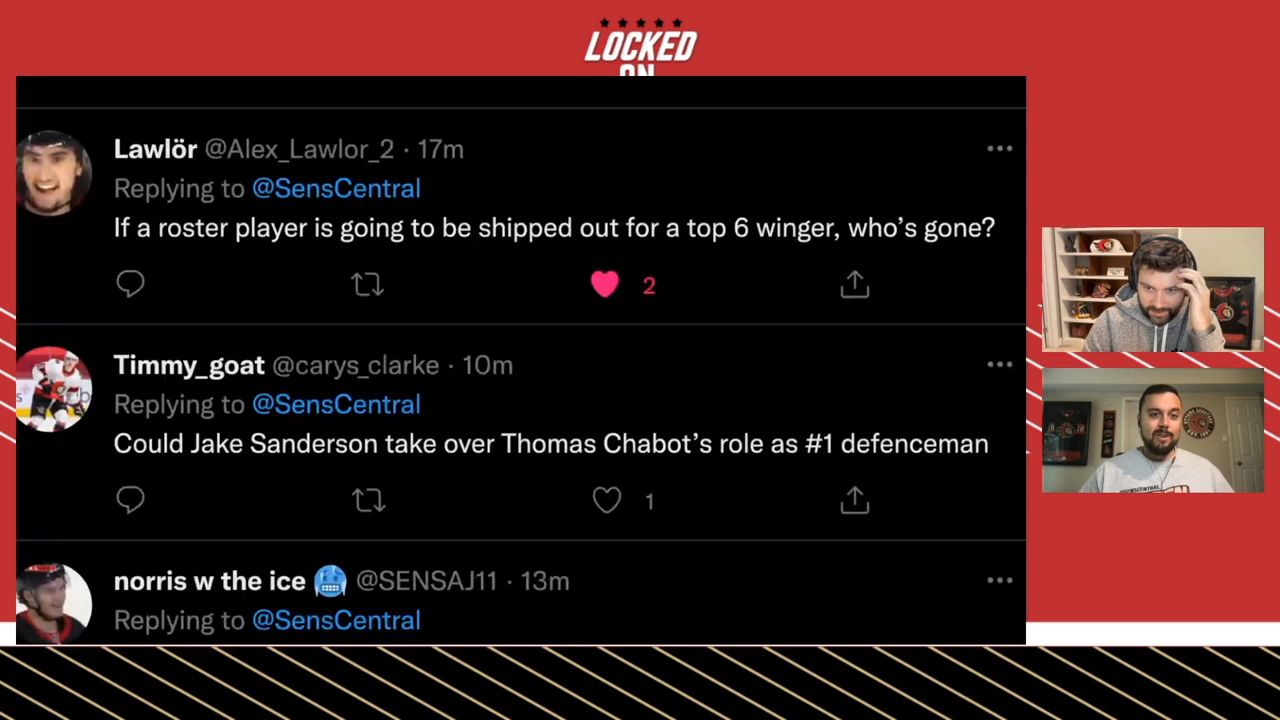 LOCKED
ON
Lawlör @Alex_Lawlor_2 · 17m
Replying to @SensCentral
If a roster player is going to be shipped out for a top 6 winger, who's gone?
2
Timmy_goat @carys_clarke · 10m
Replying to @SensCentral
Could Jake Sanderson take over Thomas Chabot's role as #1 defenceman
1
norris w the ice 🥶 @SENSAJ11 · 13m
Replying to @SensCentral